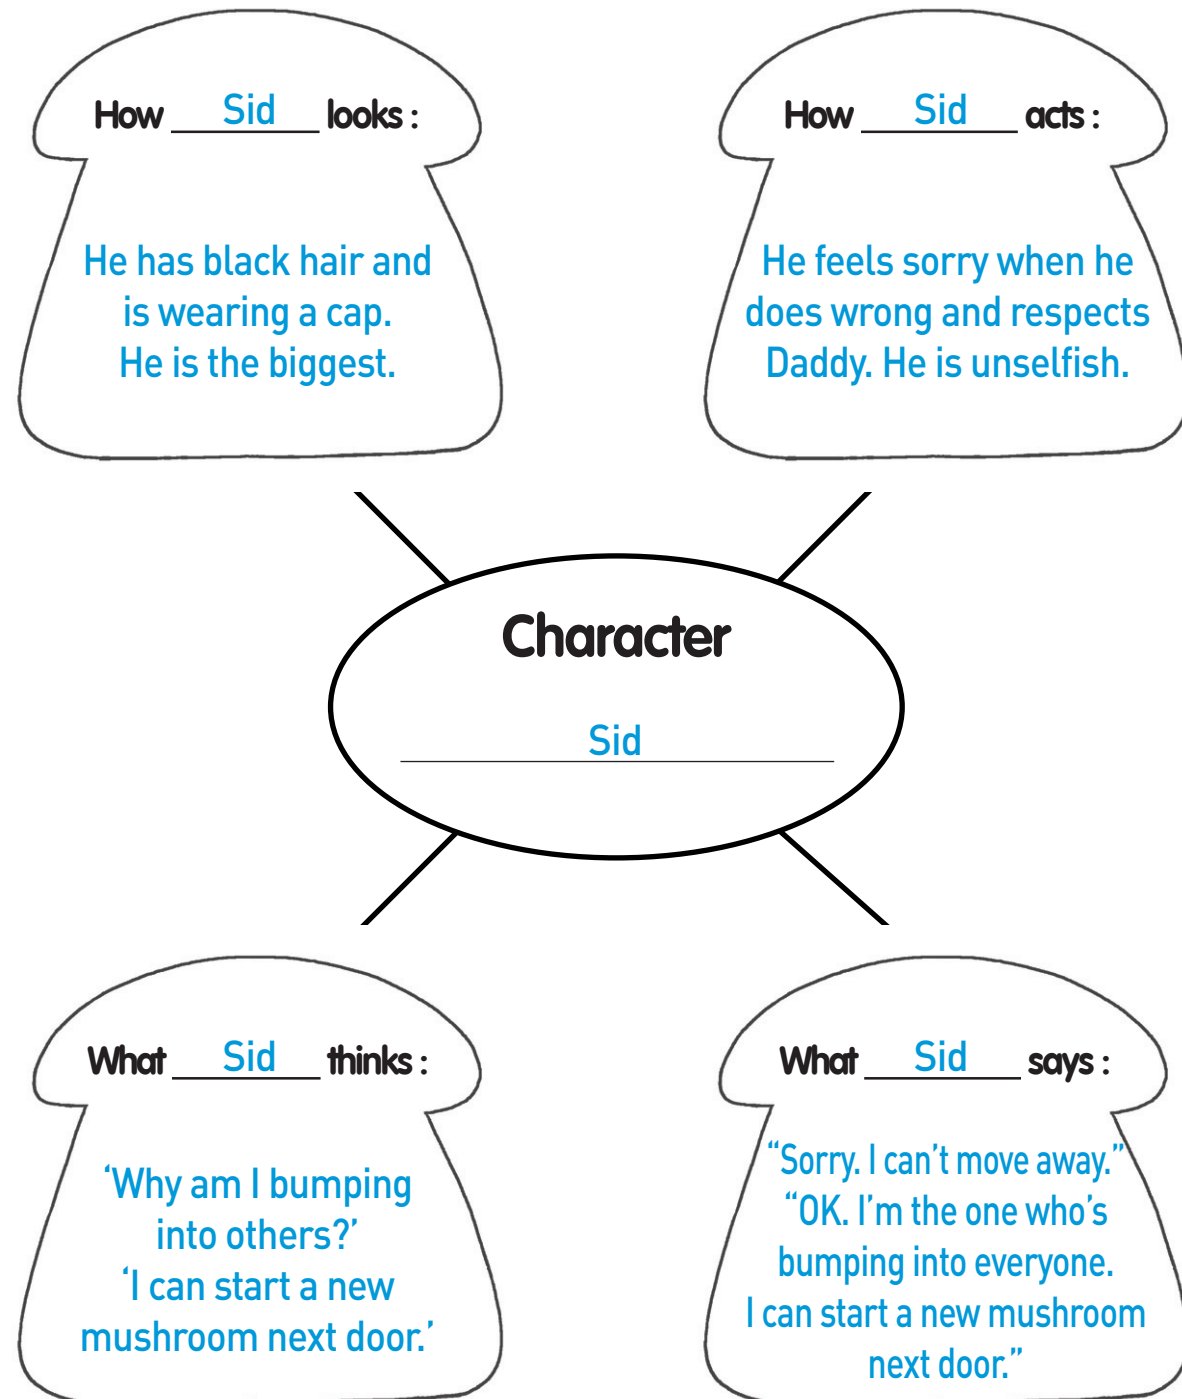 How Sid looks :
He has black hair and
is wearing a cap.
He is the biggest.
How Sid acts :
He feels sorry when he
does wrong and respects
Daddy. He is unselfish.
Character
Sid
What Sid thinks :
‘Why am I bumping
into others?’
‘I can start a new
mushroom next door.’
What Sid says :
“Sorry. I can’t move away.”
“OK. I’m the one who’s
bumping into everyone.
I can start a new mushroom
next door.”